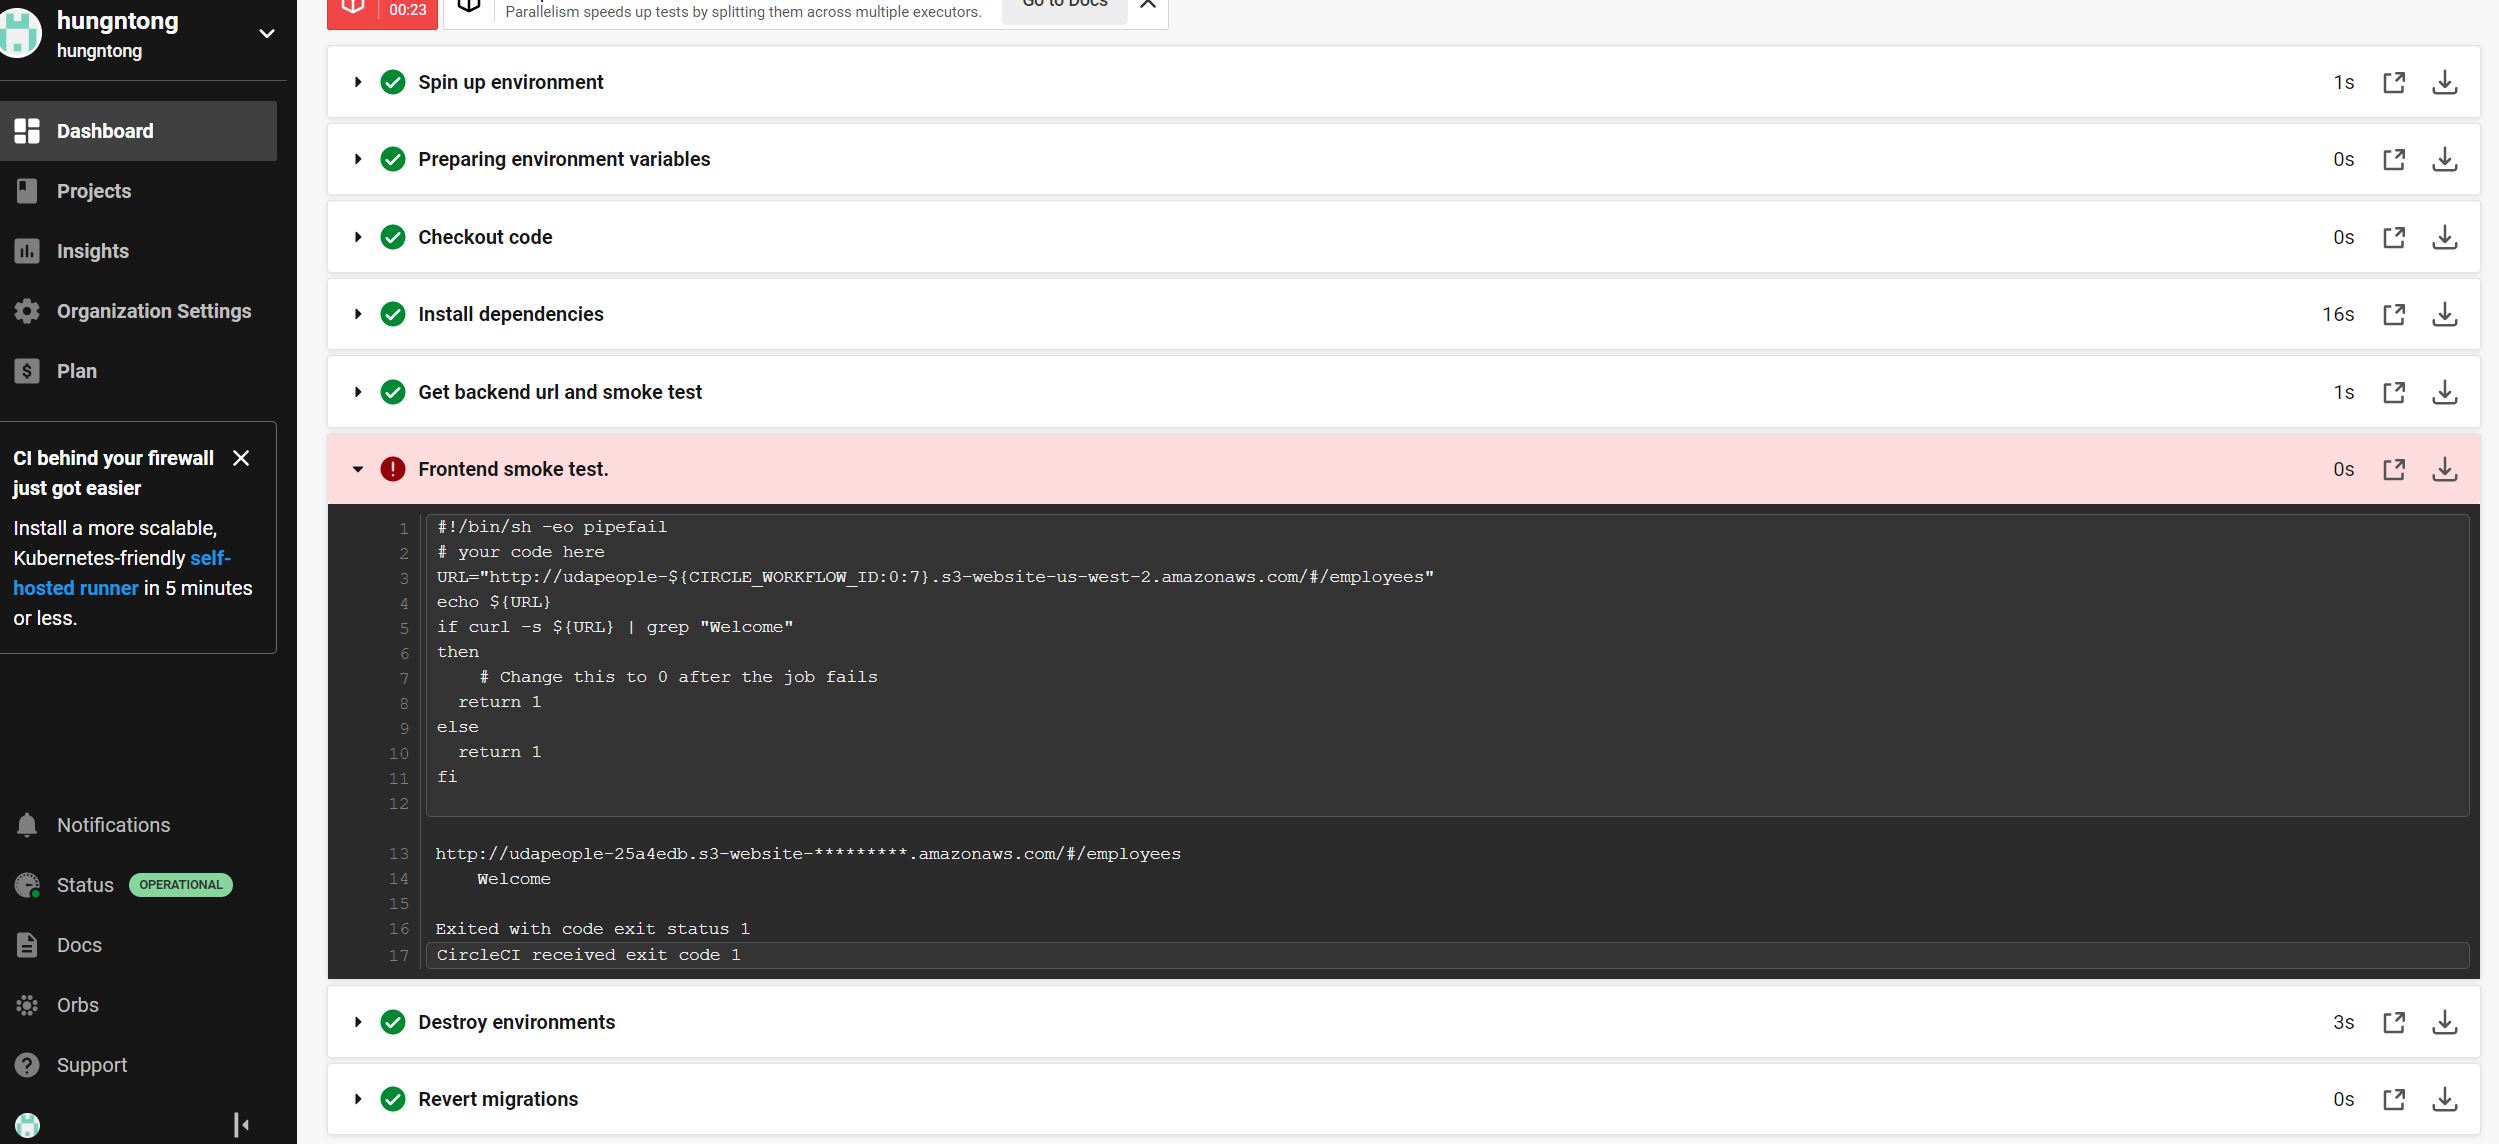 hungntong
hungntong
Dashboard
Projects
Insights
Organization Settings
Plan
CI behind your firewall
just got easier
Install a more scalable,
Kubernetes-friendly self-
hosted runner in 5 minutes
or less.
Notifications
Status OPERATIONAL
Docs
Orbs
Support
00:23
Parallelism speeds up tests by splitting them across multiple executors.
Go to Docs
Spin up environment 1s
Preparing environment variables 0s
Checkout code 0s
Install dependencies 16s
Get backend url and smoke test 1s
Frontend smoke test. 0s
1 #!/bin/sh -eo pipefail
2 # your code here
3 URL="http://udapeople-${CIRCLE_WORKFLOW_ID:0:7}.s3-website-us-west-2.amazonaws.com/#/employees"
4 echo ${URL}
5 if curl -s ${URL} | grep "Welcome"
6 then
7     # Change this to 0 after the job fails
8   return 1
9 else
10   return 1
11 fi
12
13 http://udapeople-25a4edb.s3-website-*********.amazonaws.com/#/employees
14     Welcome
15
16 Exited with code exit status 1
17 CircleCI received exit code 1
Destroy environments 3s
Revert migrations 0s